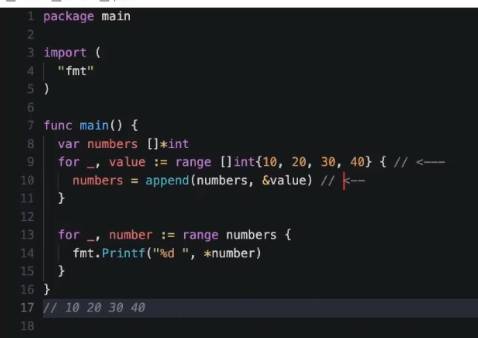 1 package main
2
3 import (
4 "fmt"
5 )
6
7 func main() {
8 var numbers []*int
9 for _, value := range []int{10, 20, 30, 40} { // <---
10 numbers = append(numbers, &value) // <--
11 }
12
13 for _, number := range numbers {
14 fmt.Printf("%d ", *number)
15 }
16 }
17 // 10 20 30 40
18